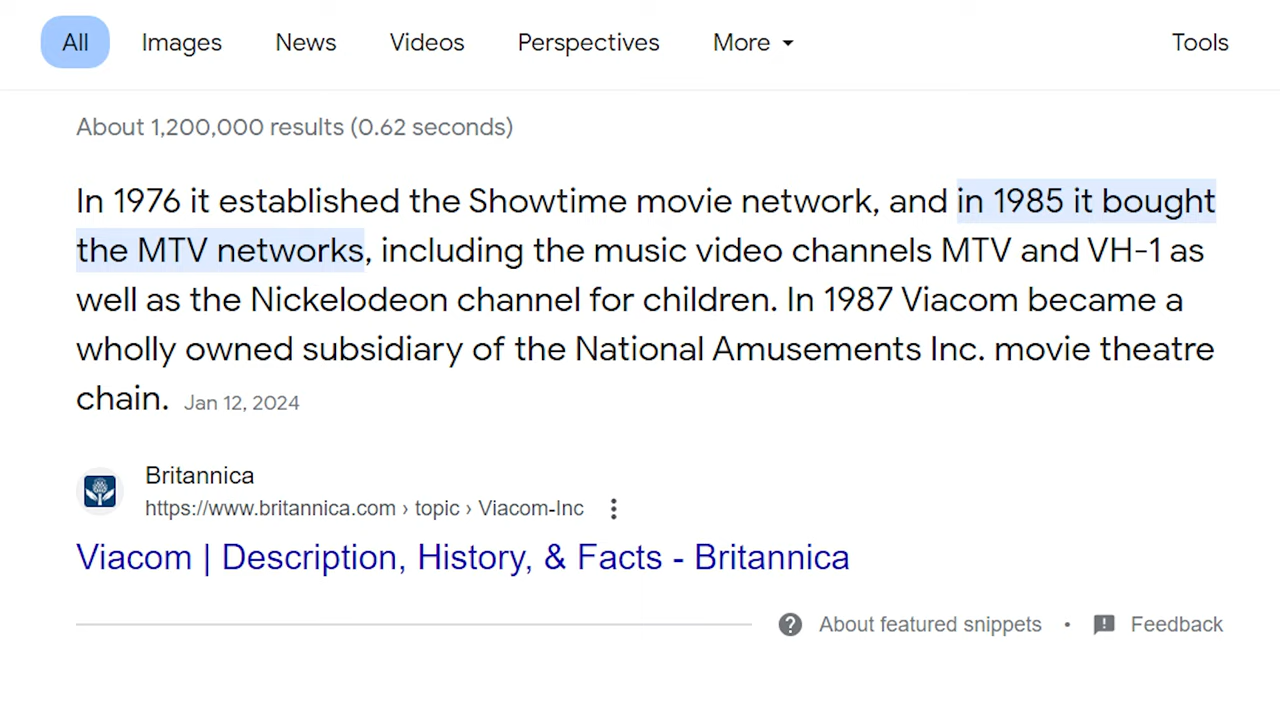 All Images News Videos Perspectives More Tools
About 1,200,000 results (0.62 seconds)
In 1976 it established the Showtime movie network, and in 1985 it bought
the MTV networks, including the music video channels MTV and VH-1 as
well as the Nickelodeon channel for children. In 1987 Viacom became a
wholly owned subsidiary of the National Amusements Inc. movie theatre
chain. Jan 12, 2024
Britannica
https://www.britannica.com › topic › Viacom-Inc
Viacom | Description, History, & Facts - Britannica
About featured snippets • Feedback